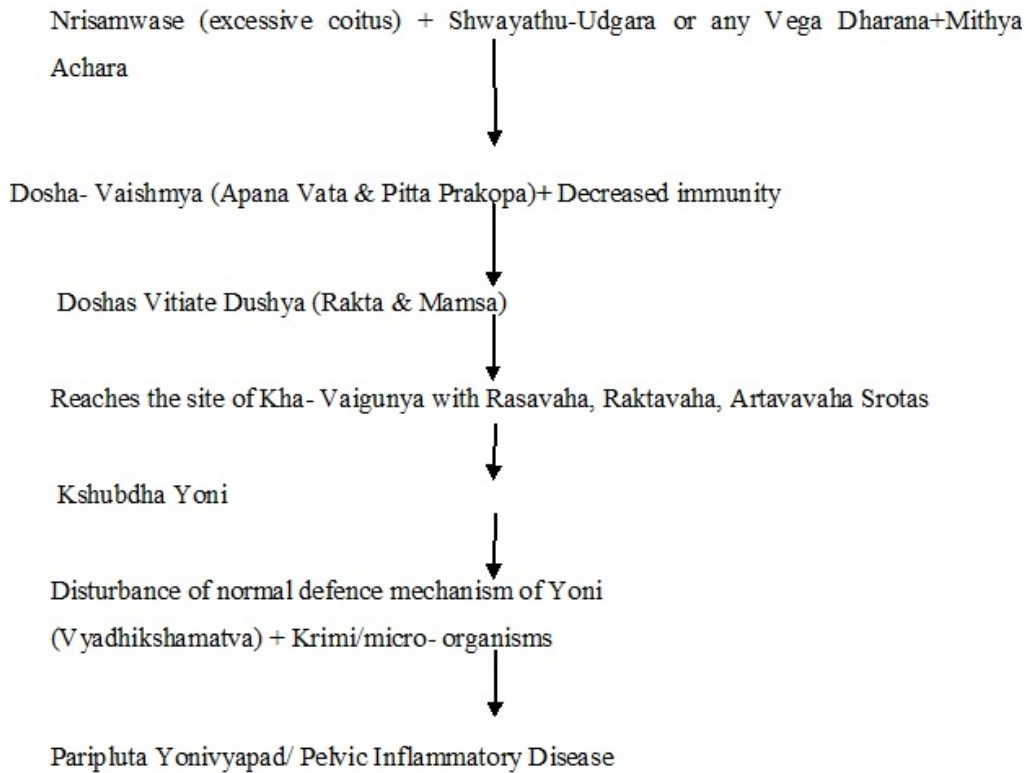 Nrisamwase (excessive coitus) + Shwayathu-Udgara or any Vega Dharana+Mithya
Achara
Dosha- Vaishmya (Apana Vata & Pitta Prakopa)+ Decreased immunity
Doshas Vitiate Dushya (Rakta & Mamsa)
Reaches the site of Kha- Vaigunya with Rasavaha, Raktavaha, Artavavaha Srotas
Kshubdha Yoni
Disturbance of normal defence mechanism of Yoni
(Vyadhikshamatva) + Krimi/micro- organisms
Paripluta Yonivyapad/ Pelvic Inflammatory Disease